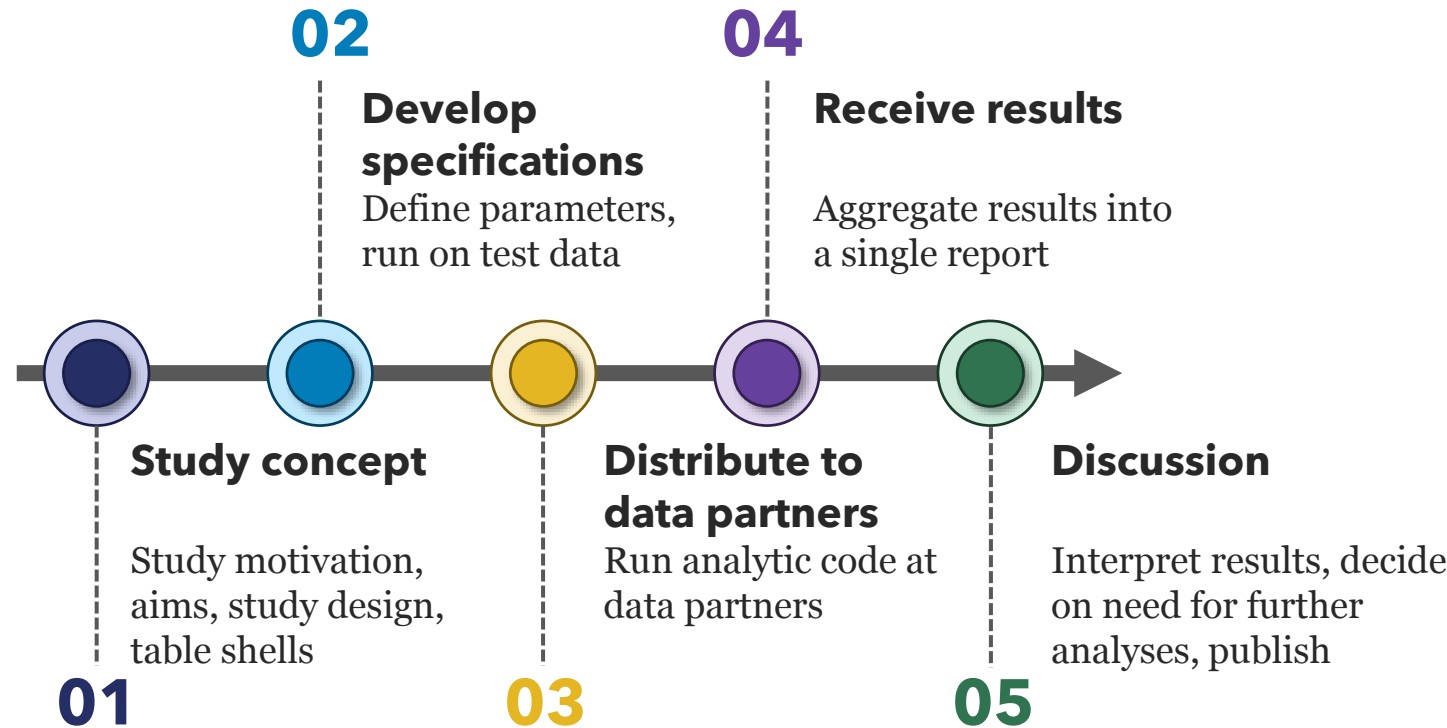 02
Develop
specifications
Define parameters,
run on test data
04
Receive results
Aggregate results into
a single report
Study concept
Study motivation,
aims, study design,
table shells
01
Distribute to
data partners
Run analytic code at
data partners
03
Discussion
Interpret results, decide
on need for further
analyses, publish
05